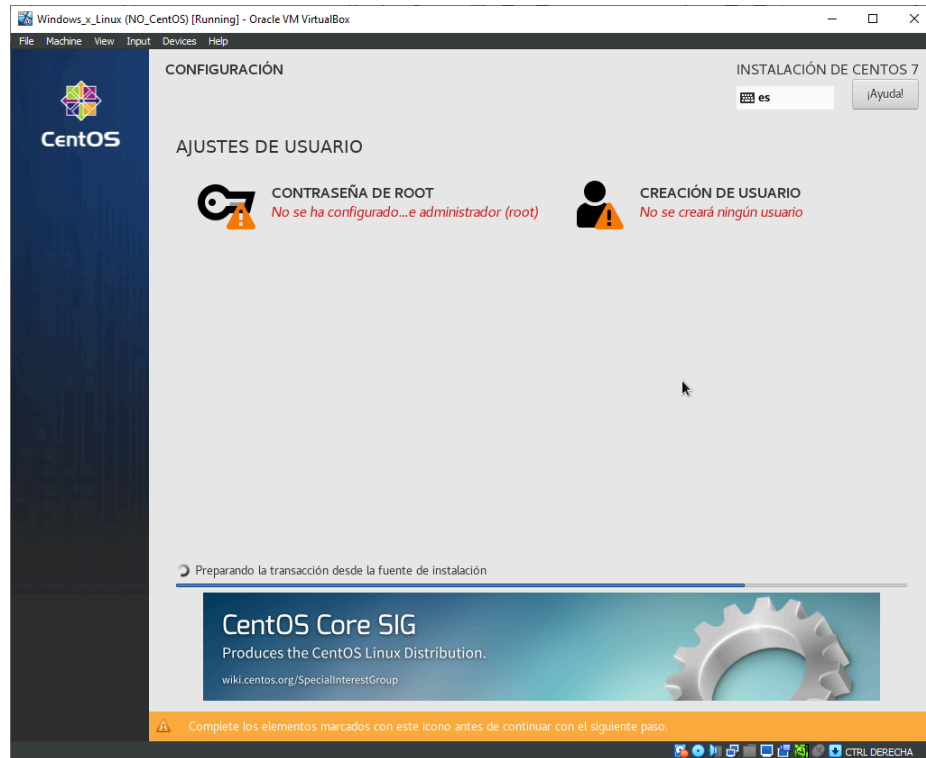 Windows_x_Linux (NO_CentOS) [Running] - Oracle VM VirtualBox
File Machine View Input Devices Help
CONFIGURACIÓN
INSTALACIÓN DE CENTOS 7
es
¡Ayuda!
CentOS
AJUSTES DE USUARIO
CONTRASEÑA DE ROOT
No se ha configurado...e administrador (root)
CREACIÓN DE USUARIO
No se creará ningún usuario
Preparando la transacción desde la fuente de instalación
CentOS Core SIG
Produces the CentOS Linux Distribution.
wiki.centos.org/SpecialInterestGroup
Complete los elementos marcados con este icono antes de continuar con el siguiente paso.
CTRL DERECHA